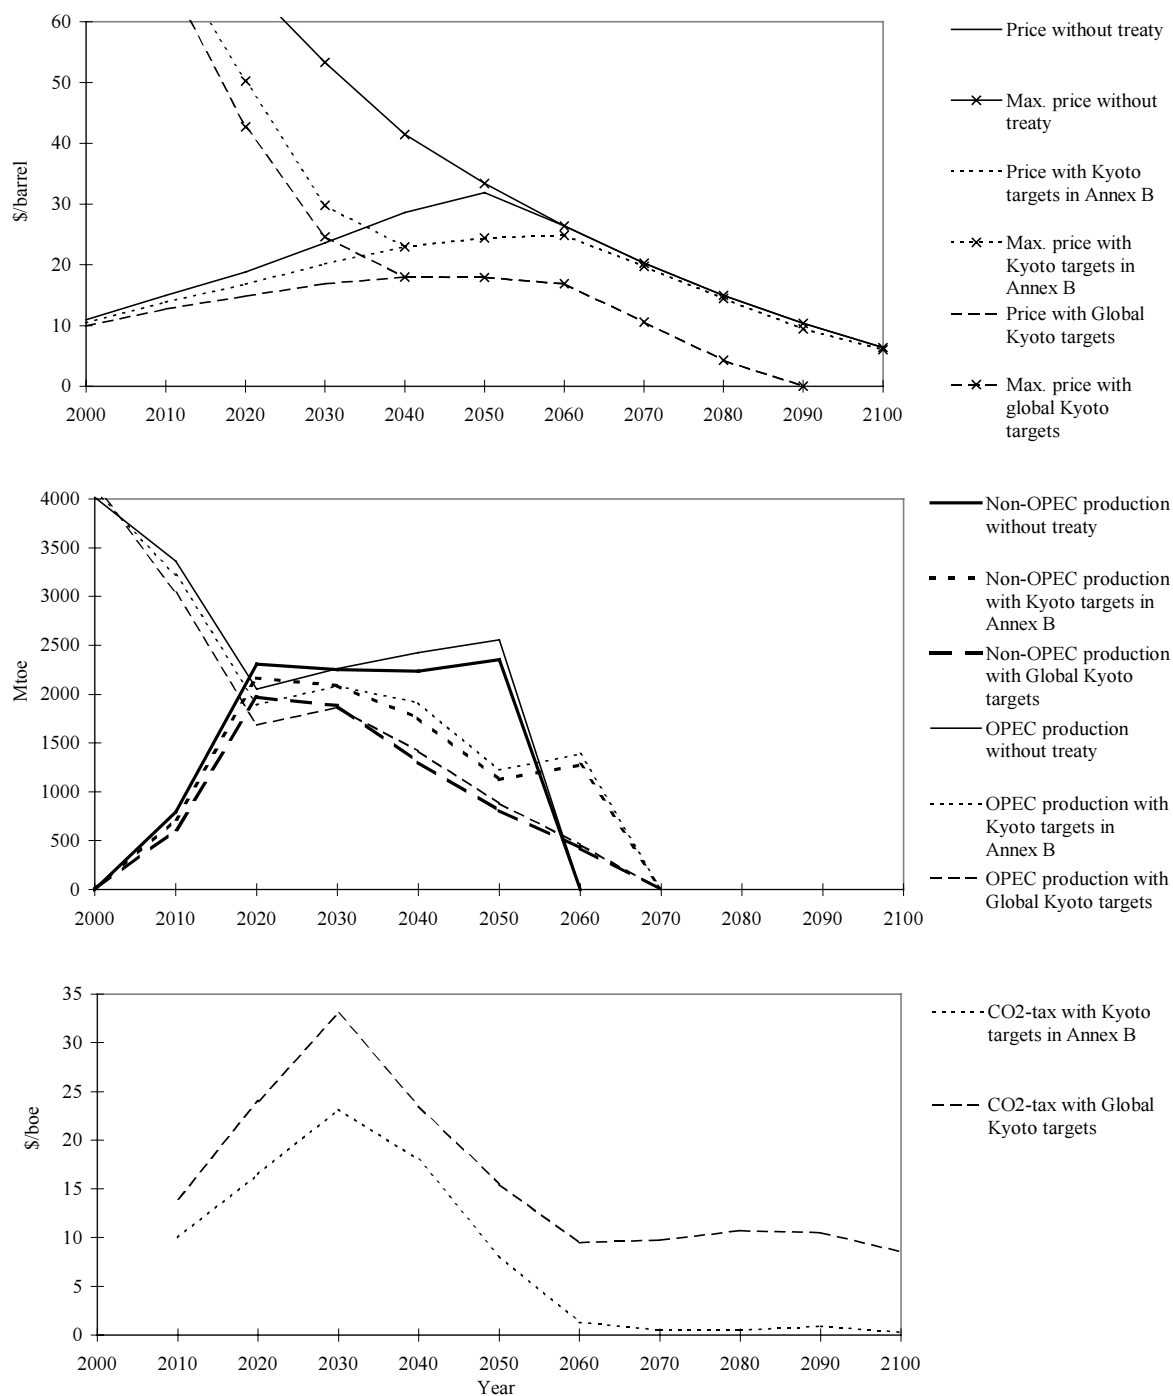 60
50
40
30
20
10
0
$/barrel
2000 2010 2020 2030 2040 2050 2060 2070 2080 2090 2100
Price without treaty
Max. price without
treaty
Price with Kyoto
targets in Annex B
Max. price with
Kyoto targets in
Annex B
Price with Global
Kyoto targets
Max. price with
global Kyoto
targets
4000
3500
3000
2500
2000
1500
1000
500
0
Mtoe
2000 2010 2020 2030 2040 2050 2060 2070 2080 2090 2100
Non-OPEC production
without treaty
Non-OPEC production
with Kyoto targets in
Annex B
Non-OPEC production
with Global Kyoto
targets
OPEC production
without treaty
OPEC production with
Kyoto targets in
Annex B
OPEC production with
Global Kyoto targets
35
30
25
20
15
10
5
0
$/boe
2000 2010 2020 2030 2040 2050 2060 2070 2080 2090 2100
Year
CO2-tax with Kyoto
targets in Annex B
CO2-tax with Global
Kyoto targets